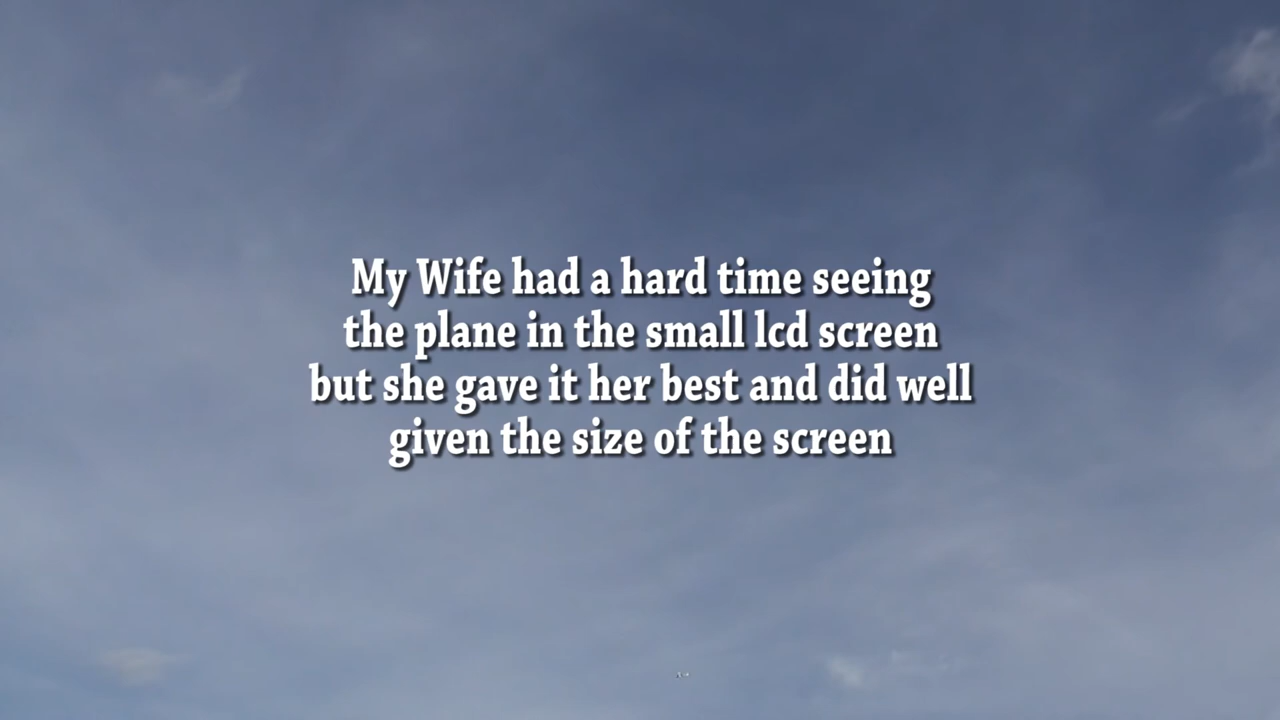 My Wife had a hard time seeing
the plane in the small lcd screen
but she gave it her best and did well
given the size of the screen